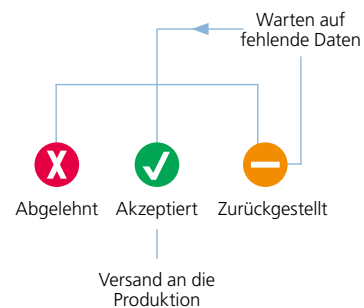 Warten auf
fehlende Daten
Abgelehnt Akzeptiert Zurückgestellt
Versand an die
Produktion